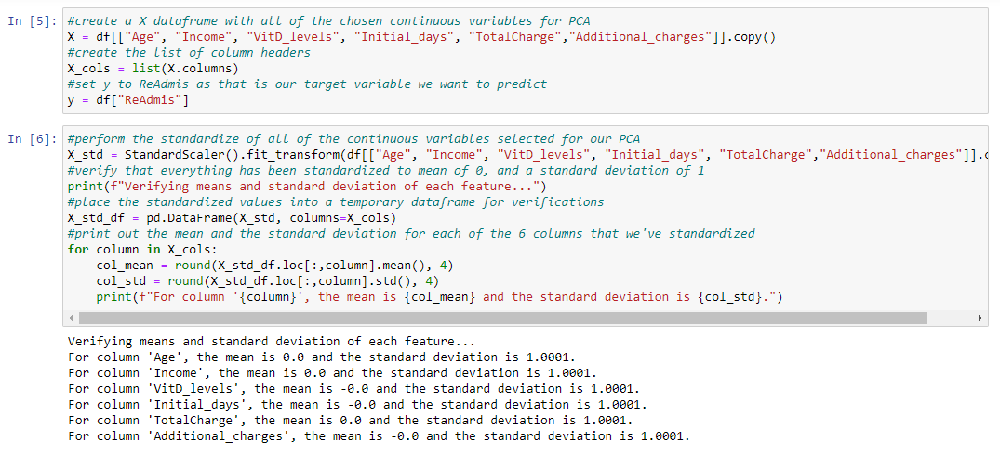 In [5]: #create a X dataframe with all of the chosen continuous variables for PCA
X = df[["Age", "Income", "VitD_levels", "Initial_days", "TotalCharge","Additional_charges"]].copy()
#create the list of column headers
X_cols = list(X.columns)
#set y to ReAdmis as that is our target variable we want to predict
y = df["ReAdmis"]
In [6]: #perform the standardize of all of the continuous variables selected for our PCA
X_std = StandardScaler().fit_transform(df[["Age", "Income", "VitD_levels", "Initial_days", "TotalCharge","Additional_charges"]].
#verify that everything has been standardized to mean of 0, and a standard deviation of 1
print(f"Verifying means and standard deviation of each feature...")
#place the standardized values into a temporary dataframe for verifications
X_std_df = pd.DataFrame(X_std, columns=X_cols)
#print out the mean and the standard deviation for each of the 6 columns that we've standardized
for column in X_cols:
    col_mean = round(X_std_df.loc[:,column].mean(), 4)
    col_std = round(X_std_df.loc[:,column].std(), 4)
    print(f"For column '{column}', the mean is {col_mean} and the standard deviation is {col_std}.")
Verifying means and standard deviation of each feature...
For column 'Age', the mean is 0.0 and the standard deviation is 1.0001.
For column 'Income', the mean is 0.0 and the standard deviation is 1.0001.
For column 'VitD_levels', the mean is -0.0 and the standard deviation is 1.0001.
For column 'Initial_days', the mean is -0.0 and the standard deviation is 1.0001.
For column 'TotalCharge', the mean is 0.0 and the standard deviation is 1.0001.
For column 'Additional_charges', the mean is -0.0 and the standard deviation is 1.0001.